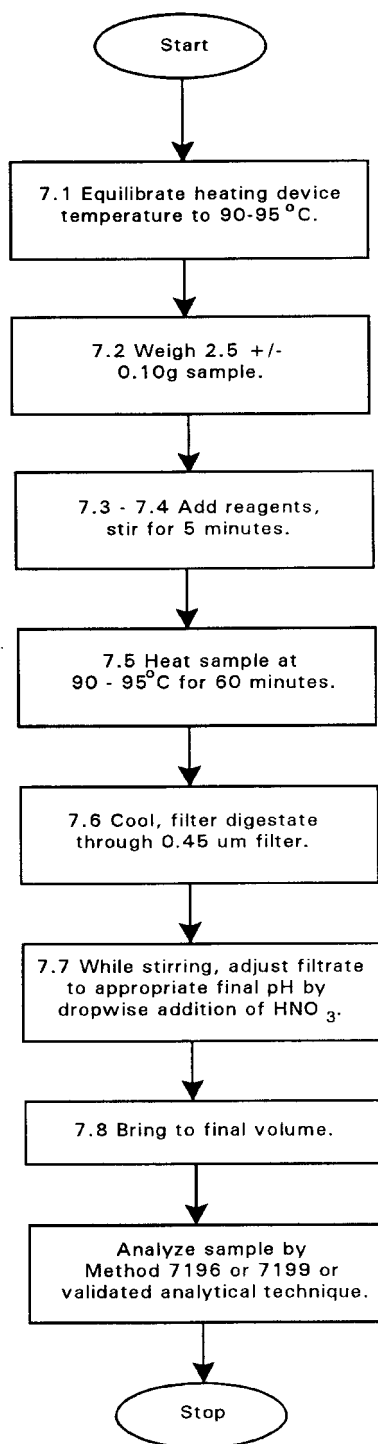 Start
7.1 Equilibrate heating device
temperature to 90-95 °C.
7.2 Weigh 2.5 +/-
0.10g sample.
7.3 - 7.4 Add reagents,
stir for 5 minutes.
7.5 Heat sample at
90 - 95°C for 60 minutes.
7.6 Cool, filter digestate
through 0.45 um filter.
7.7 While stirring, adjust filtrate
to appropriate final pH by
dropwise addition of HNO 3.
7.8 Bring to final volume.
Analyze sample by
Method 7196 or 7199 or
validated analytical technique.
Stop